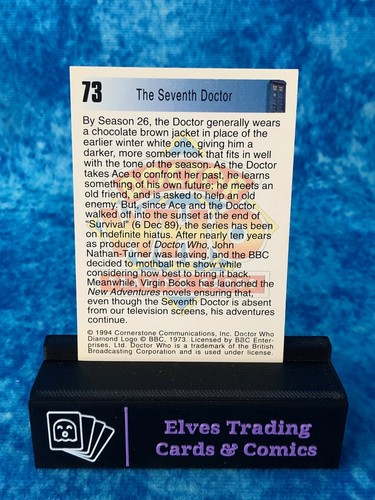 73
The Seventh Doctor
By Season 26, the Doctor generally wears
a chocolate brown jacket in place of the
earlier winter white one, giving him a
darker, more somber took that fits in well
with the tone of the season. As the Doctor
takes Ace to confront her past, he learns
something of his own future; he meets an
old friend, and is asked to help an old
enemy. But, since Ace and the Doctor
walked off into the sunset at the end of
"Survival" (6 Dec 89), the series has been
on indefinite hiatus. After nearly ten years
as producer of Doctor Who, John
Nathan-Turner was leaving, and the BBC
decided to mothball the show while
considering how best to bring it back.
Meanwhile, Virgin Books has launched the
New Adventures novels ensuring that,
even though the Seventh Doctor is absent
from our television screens, his adventures
continue.
© 1994 Cornerstone Communications, Inc. Doctor Who
Diamond Logo © BBC, 1973. Licensed by BBC Enter-
prises, Ltd. Doctor Who is a trademark of the British
Broadcasting Corporation and is used under license.
Elves Trading
Cards & Comics